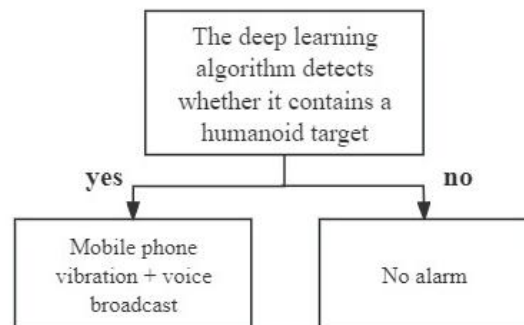 The deep learning
algorithm detects
whether it contains a
humanoid target
yes
no
Mobile phone
vibration + voice
broadcast
No alarm